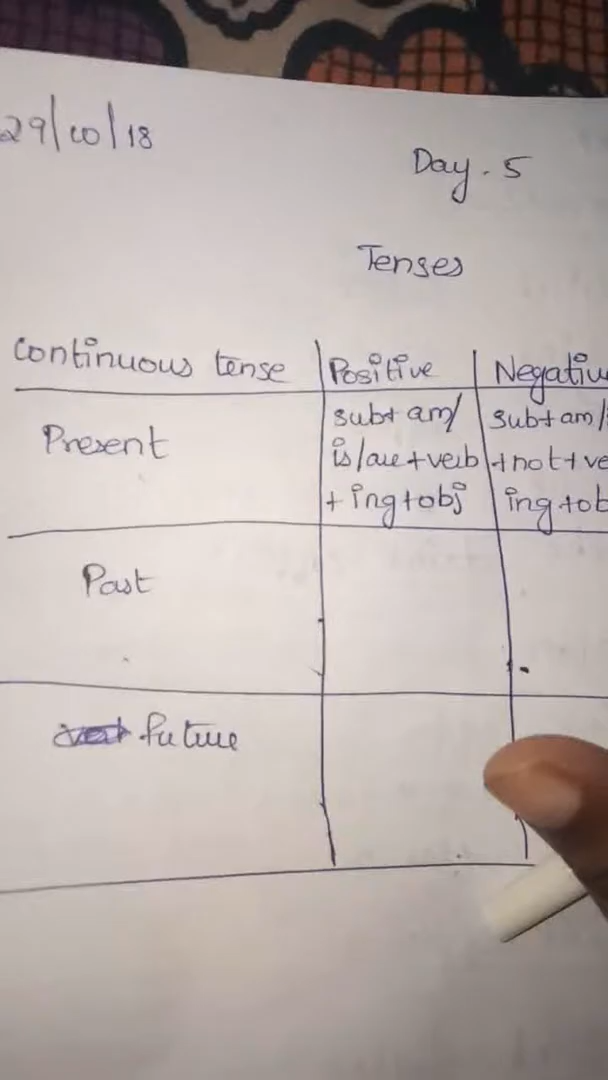 29/10/18
Day. 5
Tenses
Continuous tense
Positive
Negativ
Present
sub+ am/
is/are+verb
+ing+obj
sub+am/
+not+ve
ing+ob
Past
future